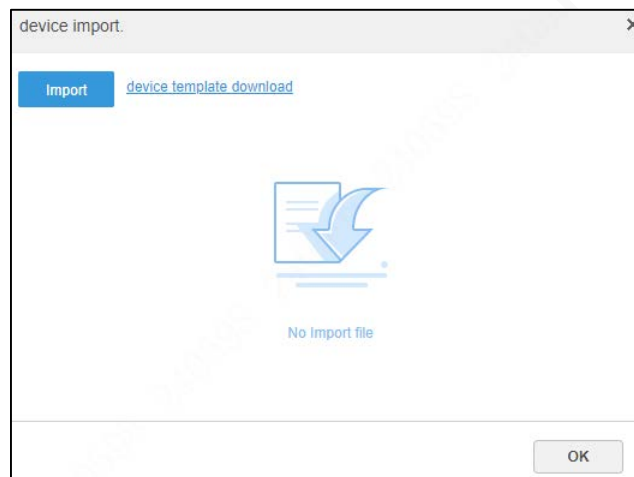 device import.
×
Import
device template download
No Import file
OK